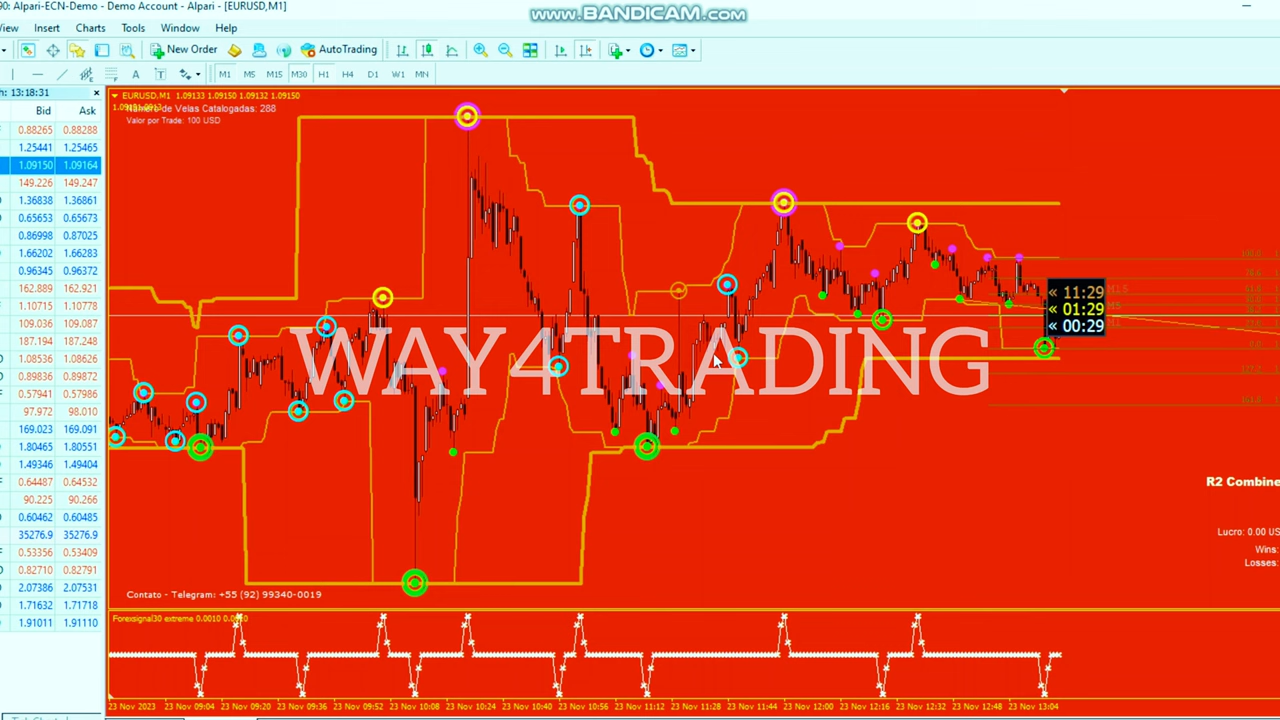 www.BANDICAM.com
90: Alpari-ECN-Demo - Demo Account - Alpari - [EURUSD,M1]
View Insert Charts Tools Window Help
New Order AutoTrading
A T M1 M5 M15 M30 H1 H4 D1 W1 MN
h: 13:18:31
Bid Ask
0.88265 0.88288
1.25441 1.25465
1.09150 1.09164
149.226 149.247
1.36838 1.36861
0.65653 0.65673
0.86998 0.87025
1.66202 1.66283
0.96345 0.96372
162.889 162.921
1.10715 1.10778
109.036 109.087
187.194 187.248
1.08536 1.08626
0.89836 0.89872
0.57941 0.57986
97.972 98.010
169.023 169.091
1.80465 1.80551
1.49346 1.49404
0.64487 0.64532
90.225 90.266
0.60462 0.60485
35276.9 35276.9
0.53356 0.53409
0.82710 0.82791
2.07386 2.07531
1.71632 1.71718
1.91011 1.91110
EURUSD,M1 1.09133 1.09150 1.09132 1.09150
Número de Velas Catalogadas: 288
Valor por Trade: 100 USD
« 11:29 M15
« 01:29 M5
« 00:29 M1
WAY4TRADING
R2 Combine
Lucro: 0.00 US
Wins:
Losses:
Contato - Telegram: +55 (92) 99340-0019
Forexsignal30 extreme 0.0010 0.0010
23 Nov 2023 23 Nov 09:04 23 Nov 09:20 23 Nov 09:36 23 Nov 09:52 23 Nov 10:08 23 Nov 10:24 23 Nov 10:40 23 Nov 10:56 23 Nov 11:12 23 Nov 11:28 23 Nov 11:44 23 Nov 12:00 23 Nov 12:16 23 Nov 12:32 23 Nov 12:48 23 Nov 13:04